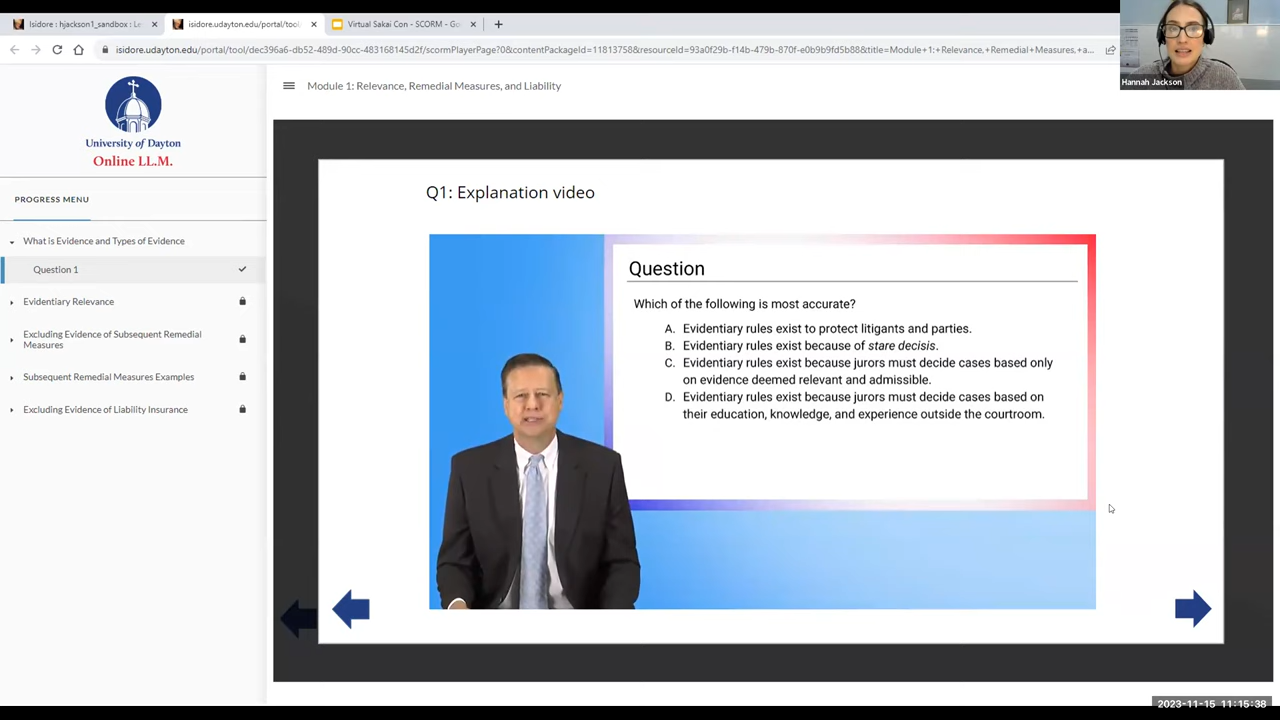 Isidore : hjackson1_sandbox : Le
isidore.udayton.edu/portal/tool
Virtual Sakai Con - SCORM - Go
Hannah Jackson
University of Dayton
Online LL.M.
Module 1: Relevance, Remedial Measures, and Liability
PROGRESS MENU
What is Evidence and Types of Evidence
Question 1
Evidentiary Relevance
Excluding Evidence of Subsequent Remedial
Measures
Subsequent Remedial Measures Examples
Excluding Evidence of Liability Insurance
Q1: Explanation video
Question
Which of the following is most accurate?
A. Evidentiary rules exist to protect litigants and parties.
B. Evidentiary rules exist because of stare decisis.
C. Evidentiary rules exist because jurors must decide cases based only
on evidence deemed relevant and admissible.
D. Evidentiary rules exist because jurors must decide cases based on
their education, knowledge, and experience outside the courtroom.
2023-11-15 11:15:38